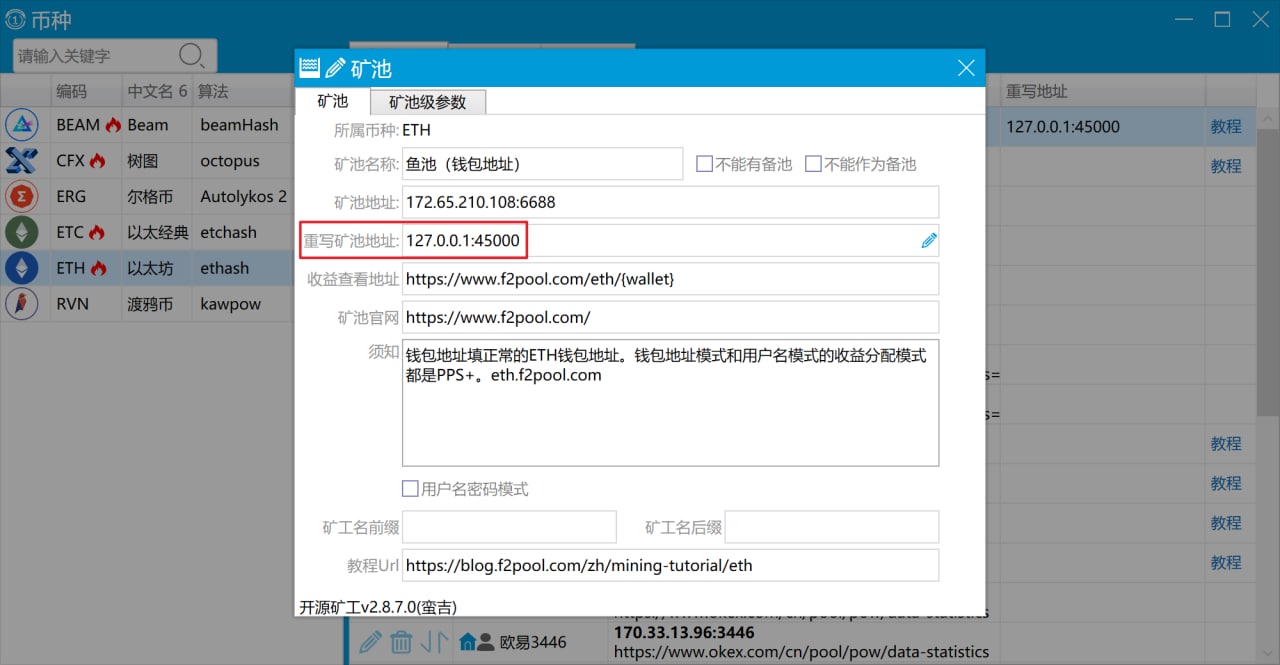 币种
请输入关键字
编码 中文名 6 算法
重写地址
BEAM Beam beamHash
127.0.0.1:45000 教程
CFX 树图 octopus
教程
ERG 尔格币 Autolykos 2
ETC 以太经典 etchash
ETH 以太坊 ethash
RVN 渡鸦币 kawpow
矿池
矿池 矿池级参数
所属币种: ETH
矿池名称: 鱼池（钱包地址） 不能有备池 不能作为备池
矿池地址: 172.65.210.108:6688
重写矿池地址: 127.0.0.1:45000
收益查看地址 https://www.f2pool.com/eth/{wallet}
矿池官网 https://www.f2pool.com/
须知 钱包地址填正常的ETH钱包地址。钱包地址模式和用户名模式的收益分配模式
都是PPS+。eth.f2pool.com
用户名密码模式
矿工名前缀 矿工名后缀
教程Url https://blog.f2pool.com/zh/mining-tutorial/eth
开源矿工v2.8.7.0(蛮吉)
s=
s=
教程
教程
教程
教程
https://www.okex.com/cn/pool/pow/data-statistics
欧易3446 170.33.13.96:3446
https://www.okex.com/cn/pool/pow/data-statistics